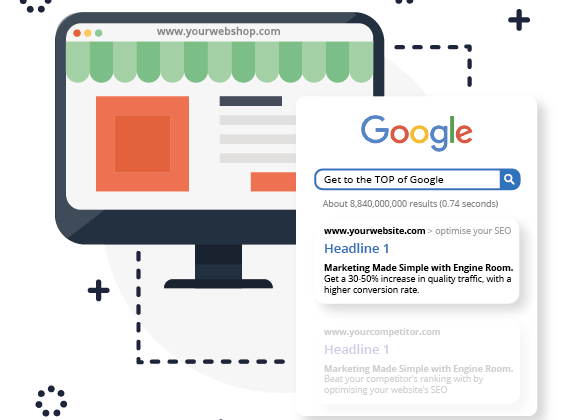 www.yourwebshop.com
Google
Get to the TOP of Google
About 8,840,000,000 results (0.74 seconds)
www.yourwebsite.com > optimise your SEO
Headline 1
Marketing Made Simple with Engine Room.
Get a 30-50% increase in quality traffic, with a
higher conversion rate.
www.yourcompetitor.com
Headline 1
Marketing Made Simple with Engine Room.
Beat your competitor's ranking with by
optimising your website's SEO